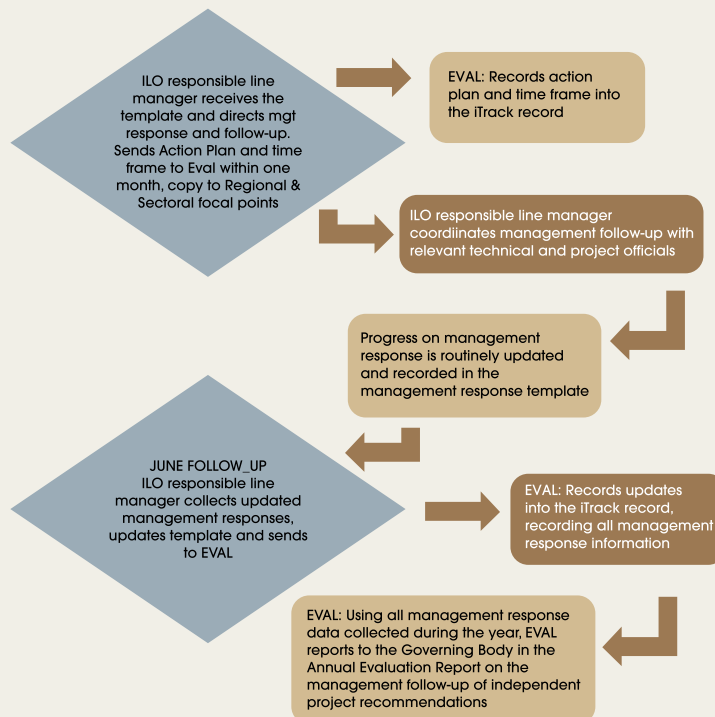 ILO responsible line
manager receives the
template and directs mgt
response and follow-up.
Sends Action Plan and time
frame to Eval within one
month, copy to Regional &
Sectoral focal points
EVAL: Records action
plan and time frame into
the iTrack record
ILO responsible line manager
coordiinates management follow-up with
relevant technical and project officials
Progress on management
response is routinely updated
and recorded in the
management response template
JUNE FOLLOW_UP
ILO responsible line
manager collects updated
management responses,
updates template and sends
to EVAL
EVAL: Records updates
into the iTrack record,
recording all management
response information
EVAL: Using all management response
data collected during the year, EVAL
reports to the Governing Body in the
Annual Evaluation Report on the
management follow-up of independent
project recommendations